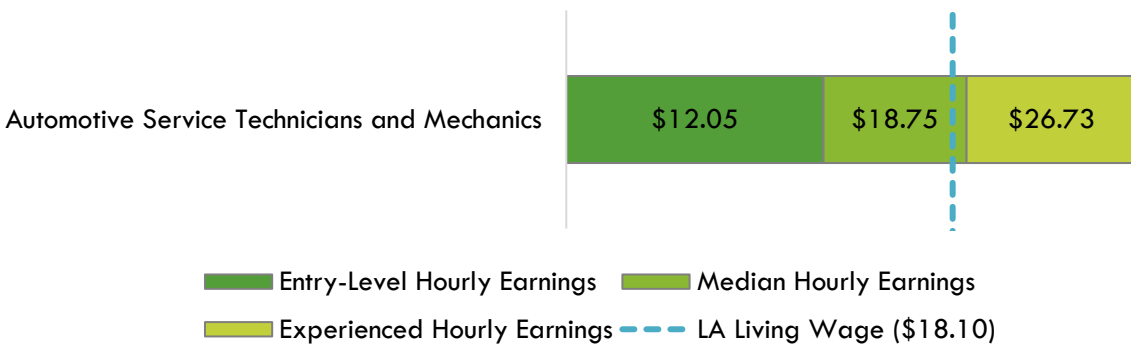 Automotive Service Technicians and Mechanics $12.05 $18.75 $26.73
Entry-Level Hourly Earnings Median Hourly Earnings
Experienced Hourly Earnings LA Living Wage ($18.10)